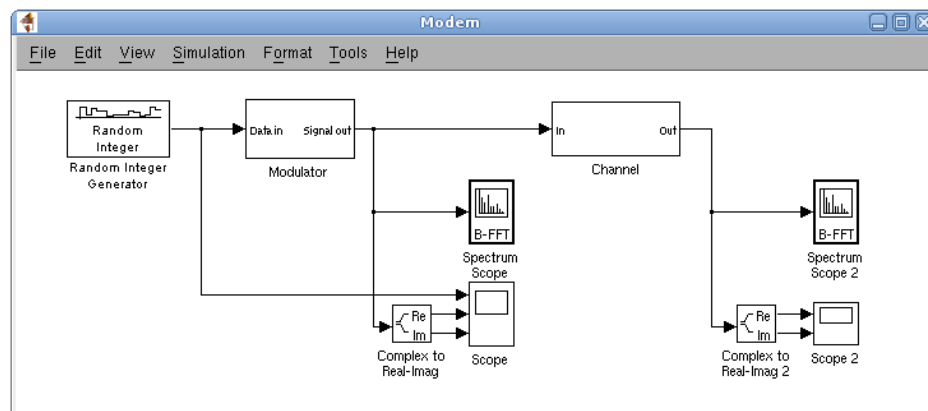 Modem
File Edit View Simulation Format Tools Help
Random
Integer
Random Integer
Generator
Data in Signal out
Modulator
In Out
Channel
B-FFT
Spectrum
Scope
B-FFT
Spectrum
Scope 2
Re
Im
Complex to
Real-Imag
Scope
Re
Im
Complex to
Real-Imag 2
Scope 2